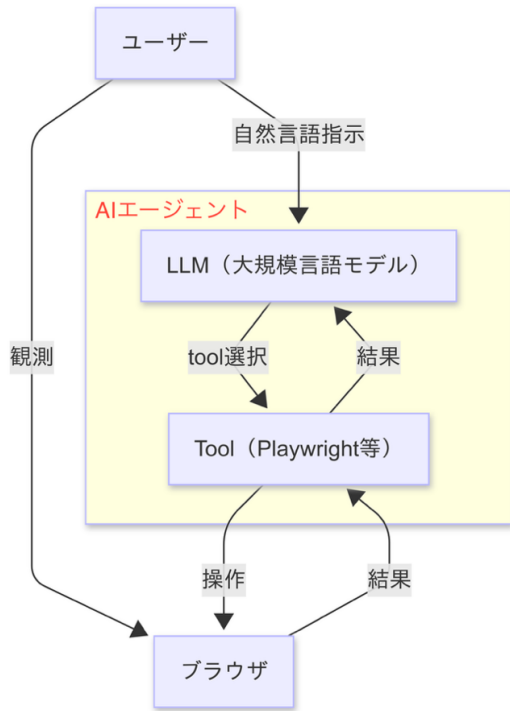 ユーザー
自然言語指示
AIエージェント
LLM（大規模言語モデル）
観測
tool選択
結果
Tool（Playwright等）
操作
結果
ブラウザ